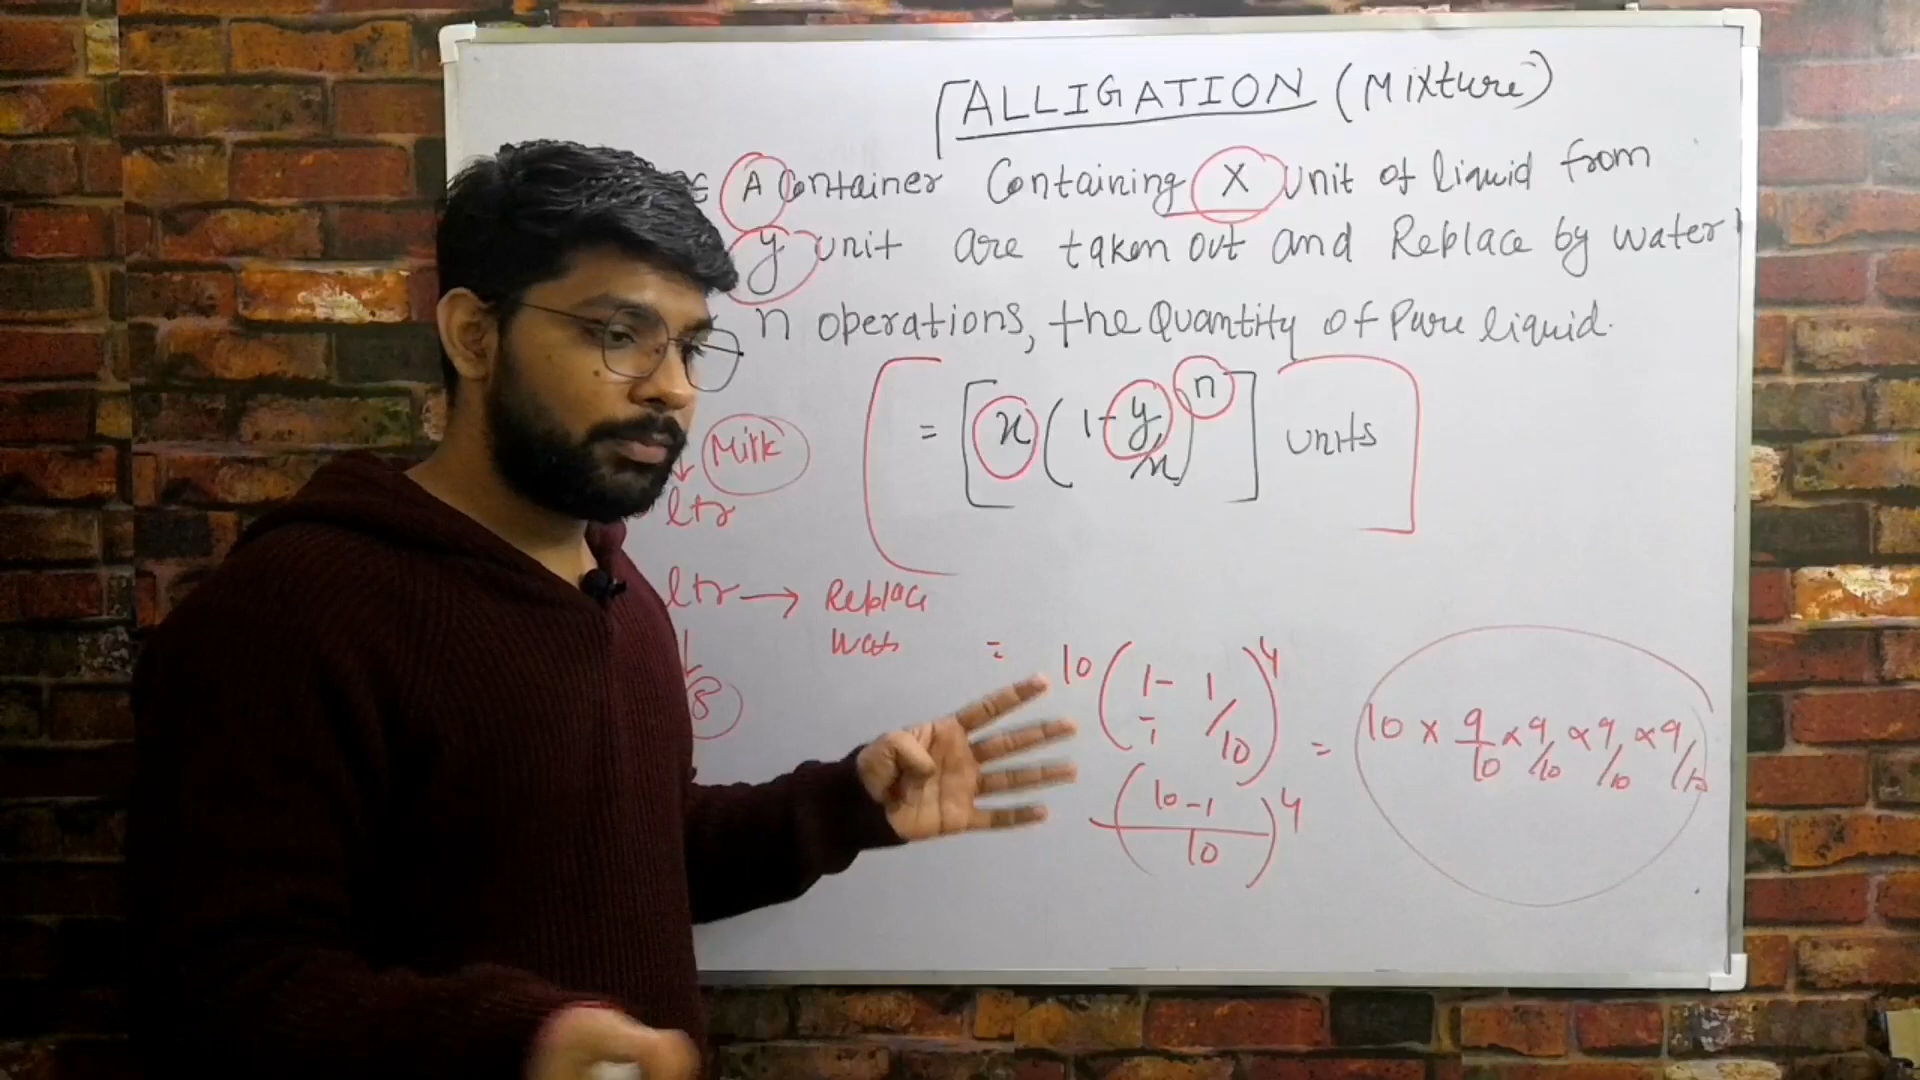 ALLIGATION (Mixture)
A Container Containing X Unit of liquid from
y unit are taken out and Replace by water
n operations, the Quantity of Pure liquid.
= [x(1-y/x)^n] units
Milk
ltr
ltr → Replace
8
= 10(1-1/10)^4 = 10 × 9/10 × 9/10 × 9/10 × 9/10
(10-1/10)^4